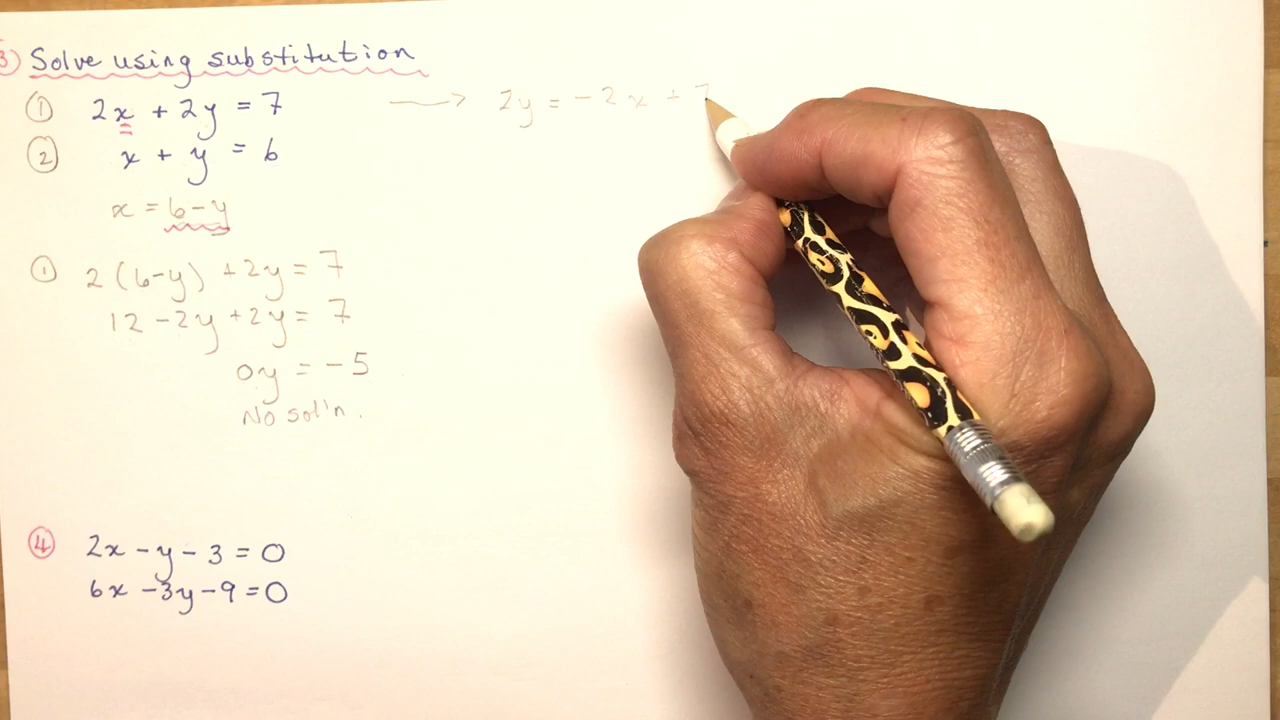 3 Solve using substitution
1 2x + 2y = 7 → 2y = -2x + 7
2 x + y = 6
x = 6-y
1 2(6-y) +2y = 7
12 -2y +2y = 7
0y = -5
No sol'n.
4 2x - y - 3 = 0
6x -3y -9 = 0